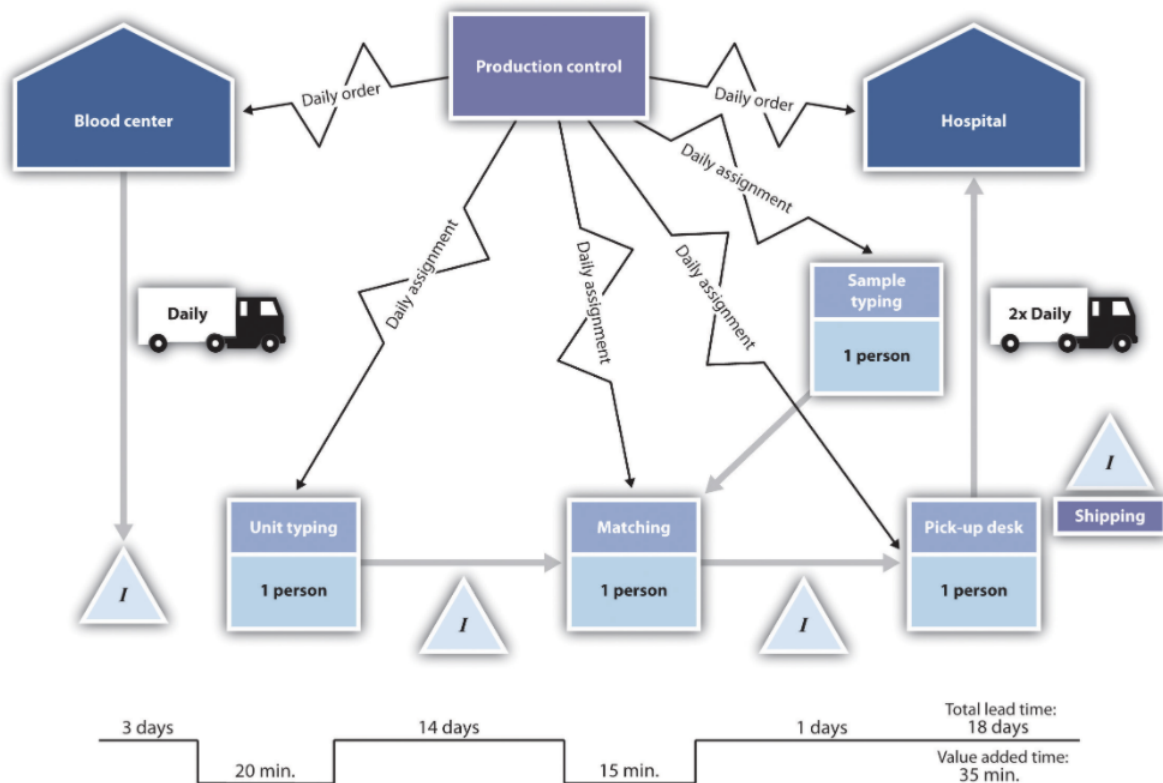 Blood center
Daily order
Production control
Daily order
Hospital
Daily assignment
Daily assignment
Daily assignment
Daily assignment
Daily
Sample
typing
1 person
2x Daily
I
Shipping
Unit typing
1 person
Matching
1 person
Pick-up desk
1 person
I
I
I
3 days
20 min.
14 days
15 min.
1 days
Total lead time:
18 days
Value added time:
35 min.